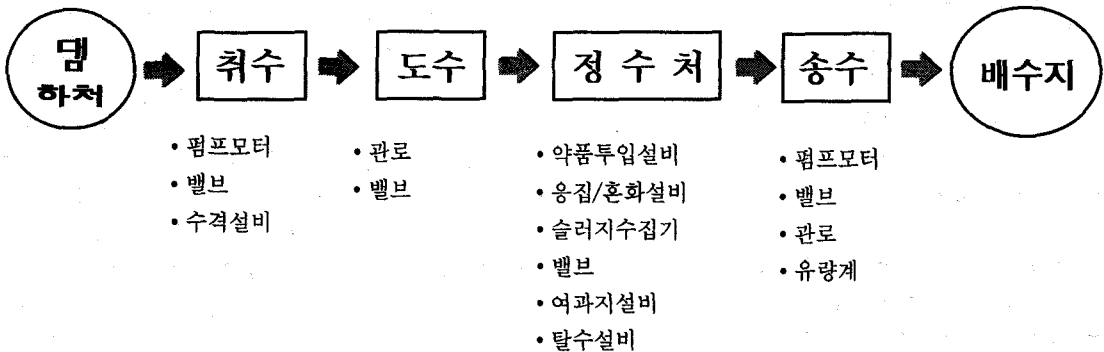 댐
하천
취수
도수
정 수 처 리
송수
배수지
• 펌프모터
• 밸브
• 수격설비
• 관로
• 밸브
• 약품투입설비
• 응집/혼화설비
• 슬러지수집기
• 밸브
• 여과지설비
• 탈수설비
• 펌프모터
• 밸브
• 관로
• 유량계